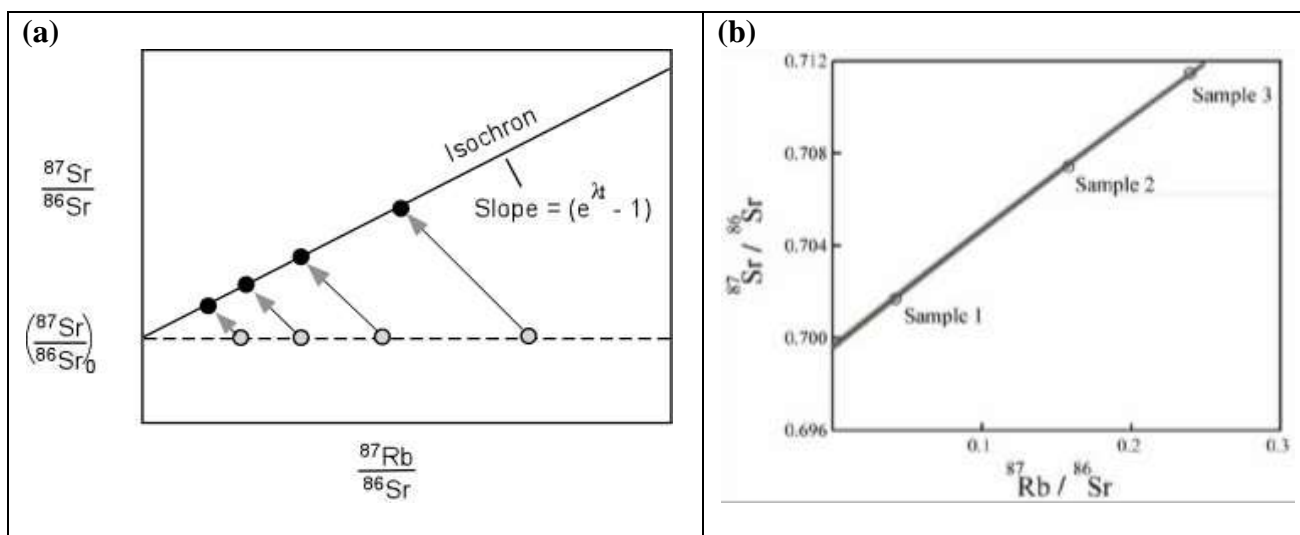 (a)
⁸⁷Sr
⁸⁶Sr
(⁸⁷Sr
⁸⁶Sr)₀
Isochron
Slope = (e^λt - 1)
⁸⁷Rb
⁸⁶Sr
(b)
0.712
0.708
0.704
0.700
0.696
⁸⁷Sr / ⁸⁶Sr
Sample 3
Sample 2
Sample 1
0.1 0.2 0.3
⁸⁷Rb / ⁸⁶Sr